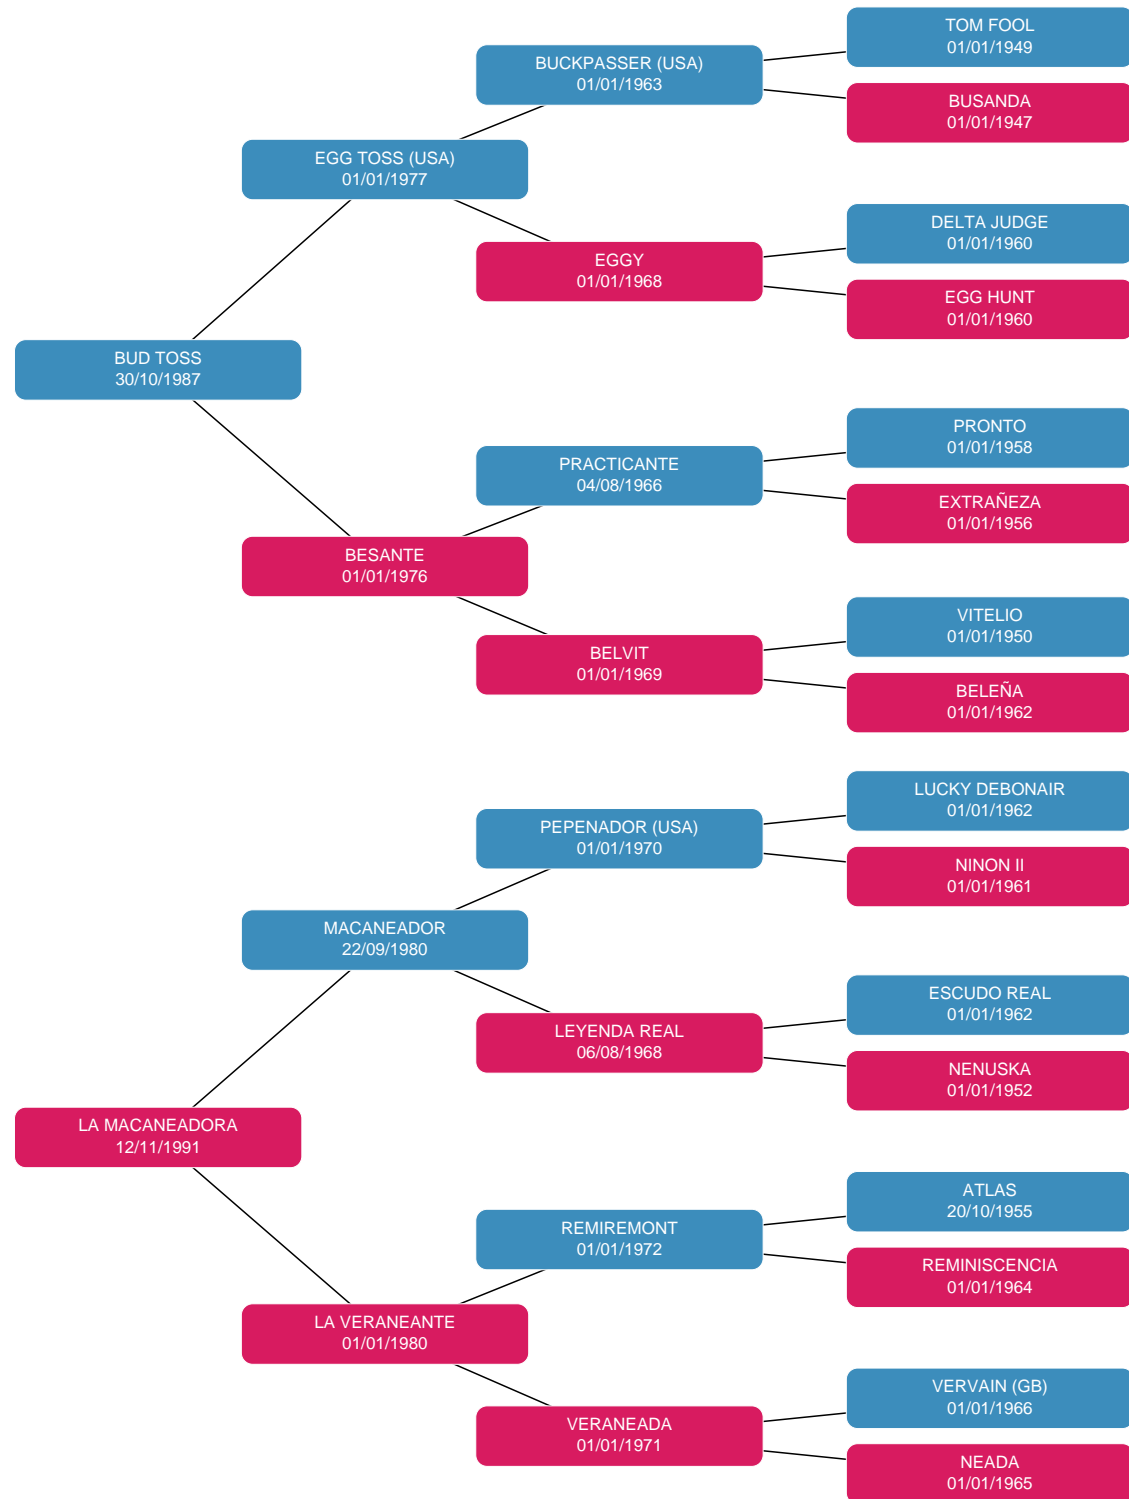 TOM FOOL
01/01/1949
BUCKPASSER (USA)
01/01/1963
BUSANDA
01/01/1947
EGG TOSS (USA)
01/01/1977
DELTA JUDGE
01/01/1960
EGGY
01/01/1968
EGG HUNT
01/01/1960
BUD TOSS
30/10/1987
PRONTO
01/01/1958
PRACTICANTE
04/08/1966
EXTRAÑEZA
01/01/1956
BESANTE
01/01/1976
VITELIO
01/01/1950
BELVIT
01/01/1969
BELEÑA
01/01/1962
LUCKY DEBONAIR
01/01/1962
PEPENADOR (USA)
01/01/1970
NINON II
01/01/1961
MACANEADOR
22/09/1980
ESCUDO REAL
01/01/1962
LEYENDA REAL
06/08/1968
NENUSKA
01/01/1952
LA MACANEADORA
12/11/1991
ATLAS
20/10/1955
REMIREMONT
01/01/1972
REMINISCENCIA
01/01/1964
LA VERANEANTE
01/01/1980
VERVAIN (GB)
01/01/1966
VERANEADA
01/01/1971
NEADA
01/01/1965